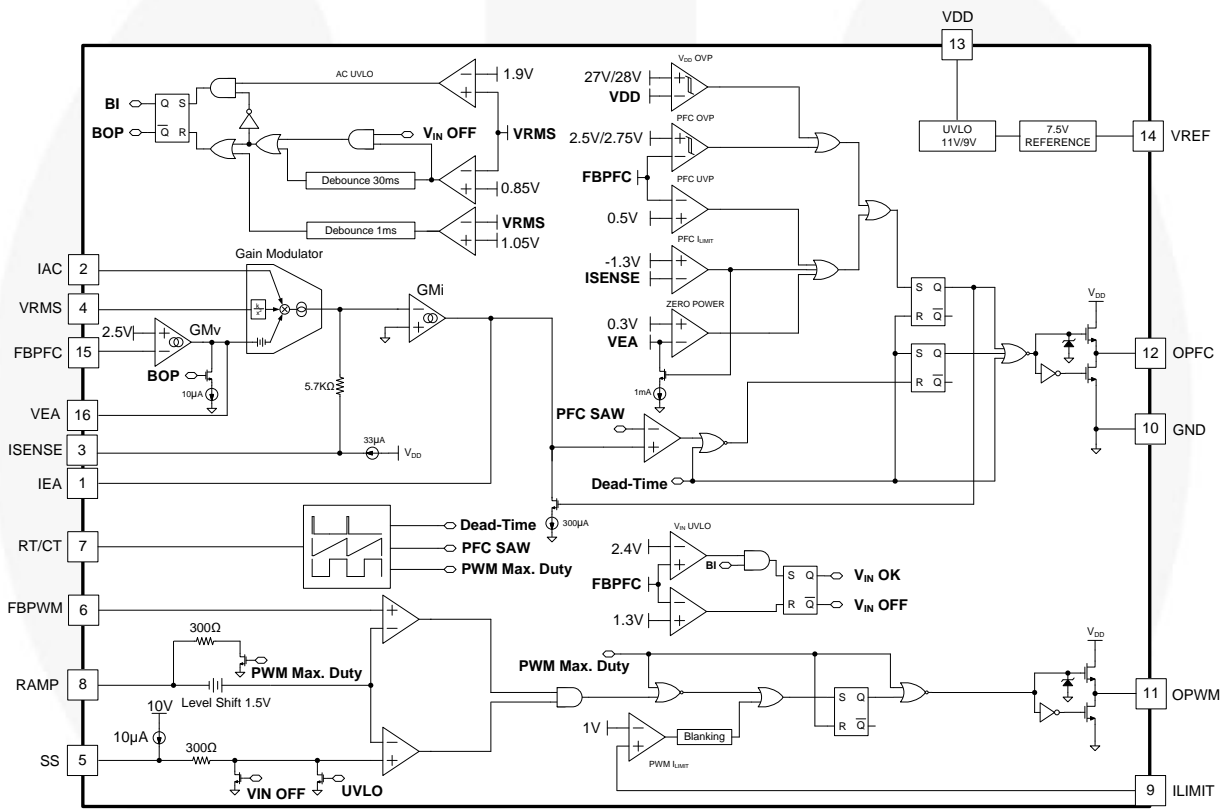 VDD
13
AC UVLO
1.9V
BI
Q
S
BOP
Q
R
VIN OFF
VRMS
Debounce 30ms
0.85V
Debounce 1ms
VRMS
1.05V
27V/28V
VDD
VDD OVP
2.5V/2.75V
PFC OVP
FBPFC
PFC UVP
0.5V
PFC ILIMIT
-1.3V
ISENSE
ZERO POWER
0.3V
VEA
1mA
UVLO
11V/9V
7.5V
REFERENCE
14
VREF
Gain Modulator
IAC
2
VRMS
4
k
x²
2.5V
GMv
FBPFC
15
BOP
10µA
VEA
16
ISENSE
3
IEA
1
GMi
5.7KΩ
33µA
VDD
S
Q
R
Q
S
Q
R
Q
VDD
12
OPFC
10
GND
PFC SAW
Dead-Time
300µA
RT/CT
7
Dead-Time
PFC SAW
PWM Max. Duty
VIN UVLO
2.4V
BI
FBPFC
1.3V
S
Q
R
Q
VIN OK
VIN OFF
FBPWM
6
300Ω
RAMP
8
PWM Max. Duty
Level Shift 1.5V
10V
10µA
300Ω
SS
5
VIN OFF
UVLO
PWM Max. Duty
1V
Blanking
PWM ILIMIT
S
Q
R
Q
VDD
11
OPWM
9
ILIMIT